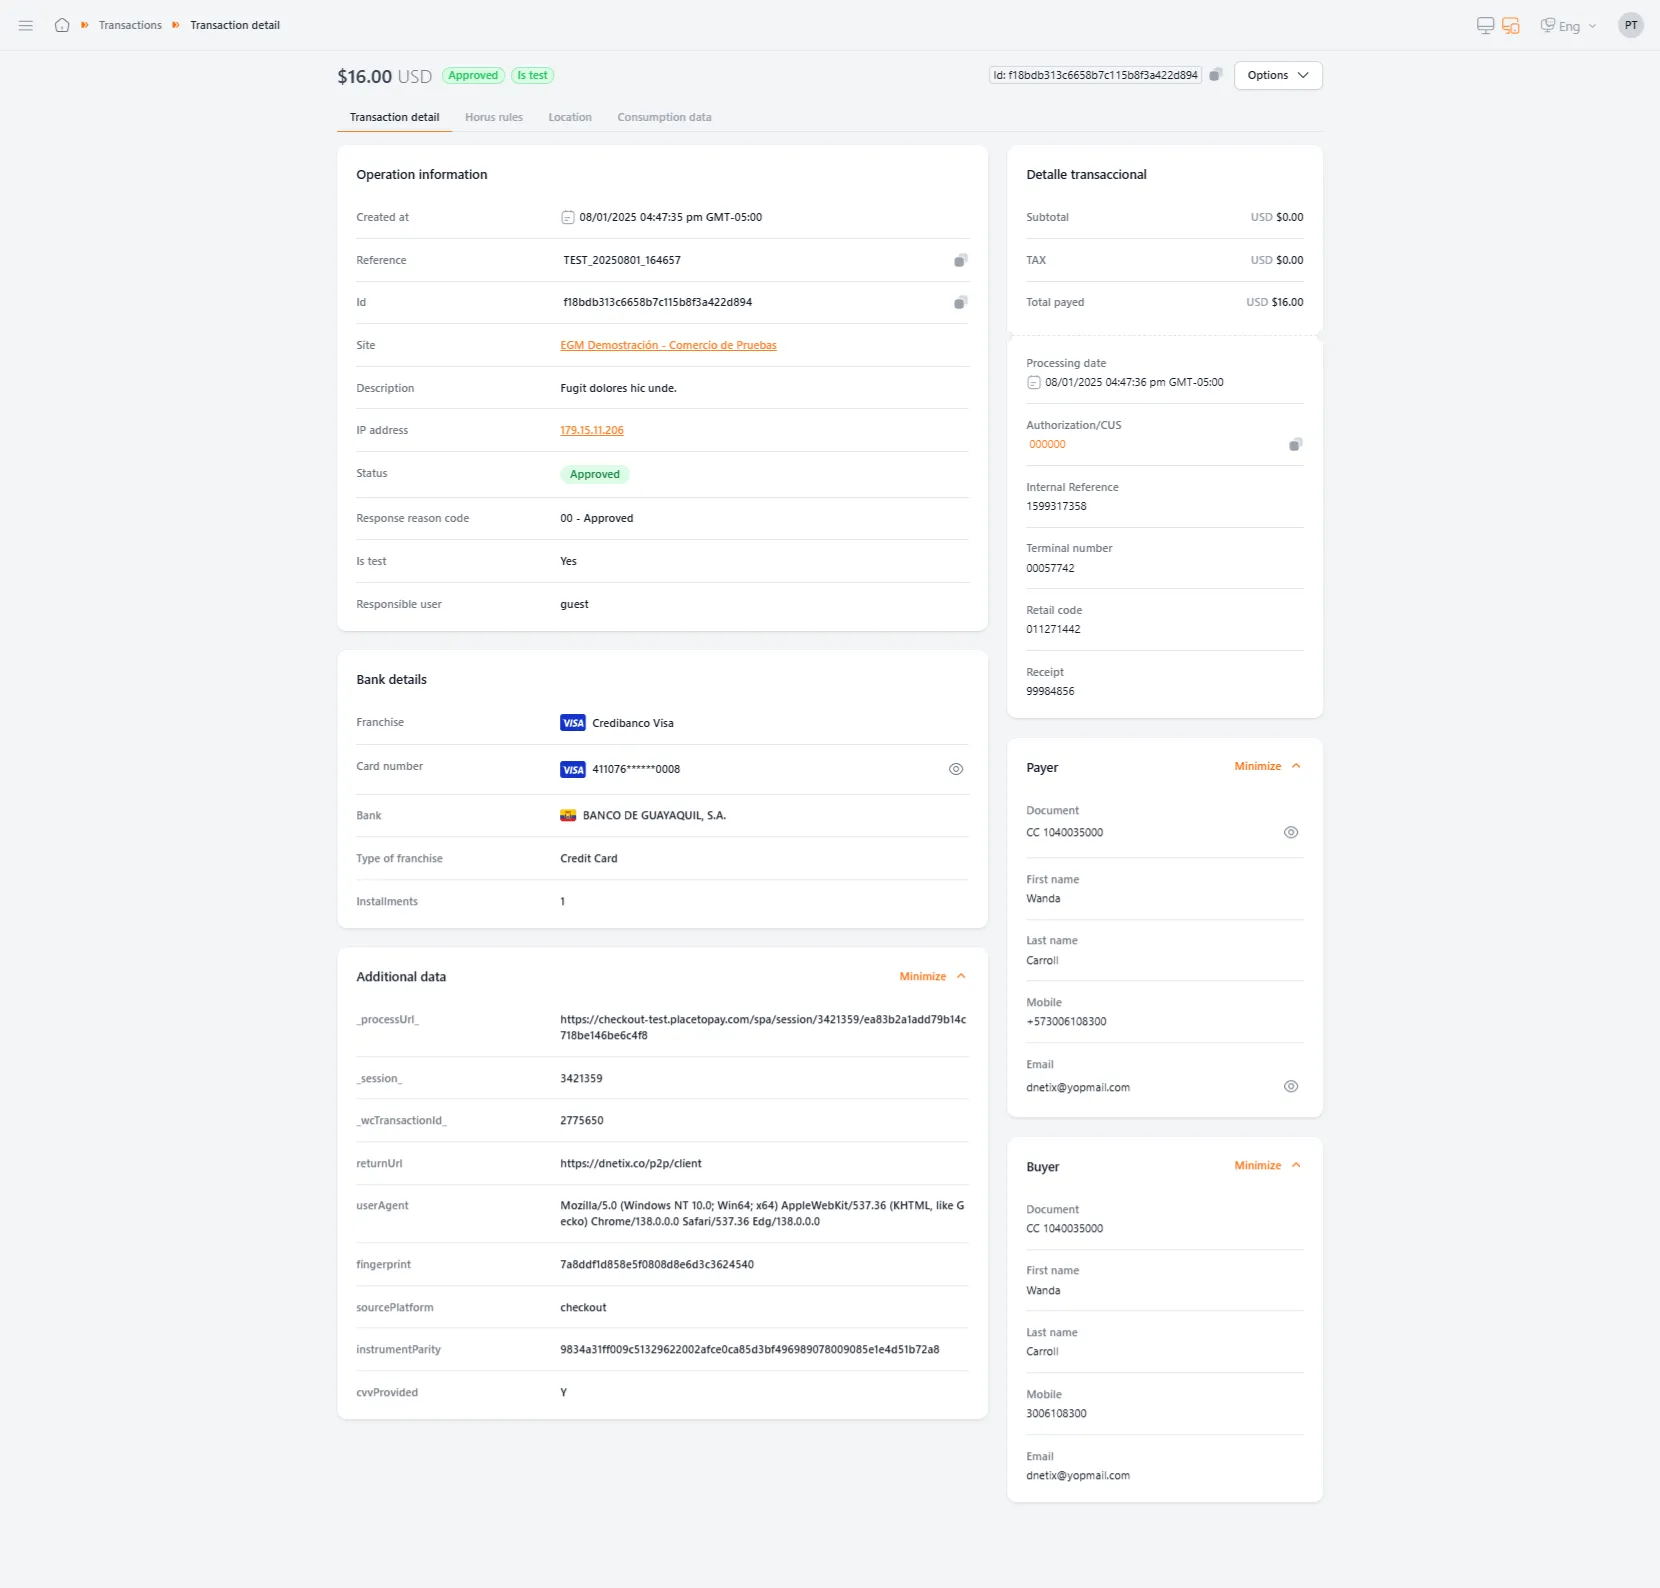 Transactions
Transaction detail
Eng
PT
$16.00 USD
Approved
Is test
Id: f18bdb313c6658b7c115b8f3a422d894
Options
Transaction detail
Horus rules
Location
Consumption data
Operation information
Created at
08/01/2025 04:47:35 pm GMT-05:00
Reference
TEST_20250801_164657
Id
f18bdb313c6658b7c115b8f3a422d894
Site
EGM Demostración - Comercio de Pruebas
Description
Fugit dolores hic unde.
IP address
179.15.11.206
Status
Approved
Response reason code
00 - Approved
Is test
Yes
Responsible user
guest
Bank details
Franchise
VISA Credibanco Visa
Card number
VISA 411076******0008
Bank
BANCO DE GUAYAQUIL, S.A.
Type of franchise
Credit Card
Installments
1
Additional data
Minimize
_processUrl_
https://checkout-test.placetopay.com/spa/session/3421359/ea83b2a1add79b14c
718be146be6c4f8
_session_
3421359
_wcTransactionId_
2775650
returnUrl
https://dnetix.co/p2p/client
userAgent
Mozilla/5.0 (Windows NT 10.0; Win64; x64) AppleWebKit/537.36 (KHTML, like G
ecko) Chrome/138.0.0.0 Safari/537.36 Edg/138.0.0.0
fingerprint
7a8ddf1d858e5f0808d8e6d3c3624540
sourcePlatform
checkout
instrumentParity
9834a31ff009c51329622002afce0ca85d3bf496989078009085e1e4d51b72a8
cvvProvided
Y
Detalle transaccional
Subtotal
USD $0.00
TAX
USD $0.00
Total payed
USD $16.00
Processing date
08/01/2025 04:47:36 pm GMT-05:00
Authorization/CUS
000000
Internal Reference
1599317358
Terminal number
00057742
Retail code
011271442
Receipt
99984856
Payer
Minimize
Document
CC 1040035000
First name
Wanda
Last name
Carroll
Mobile
+573006108300
Email
dnetix@yopmail.com
Buyer
Minimize
Document
CC 1040035000
First name
Wanda
Last name
Carroll
Mobile
3006108300
Email
dnetix@yopmail.com